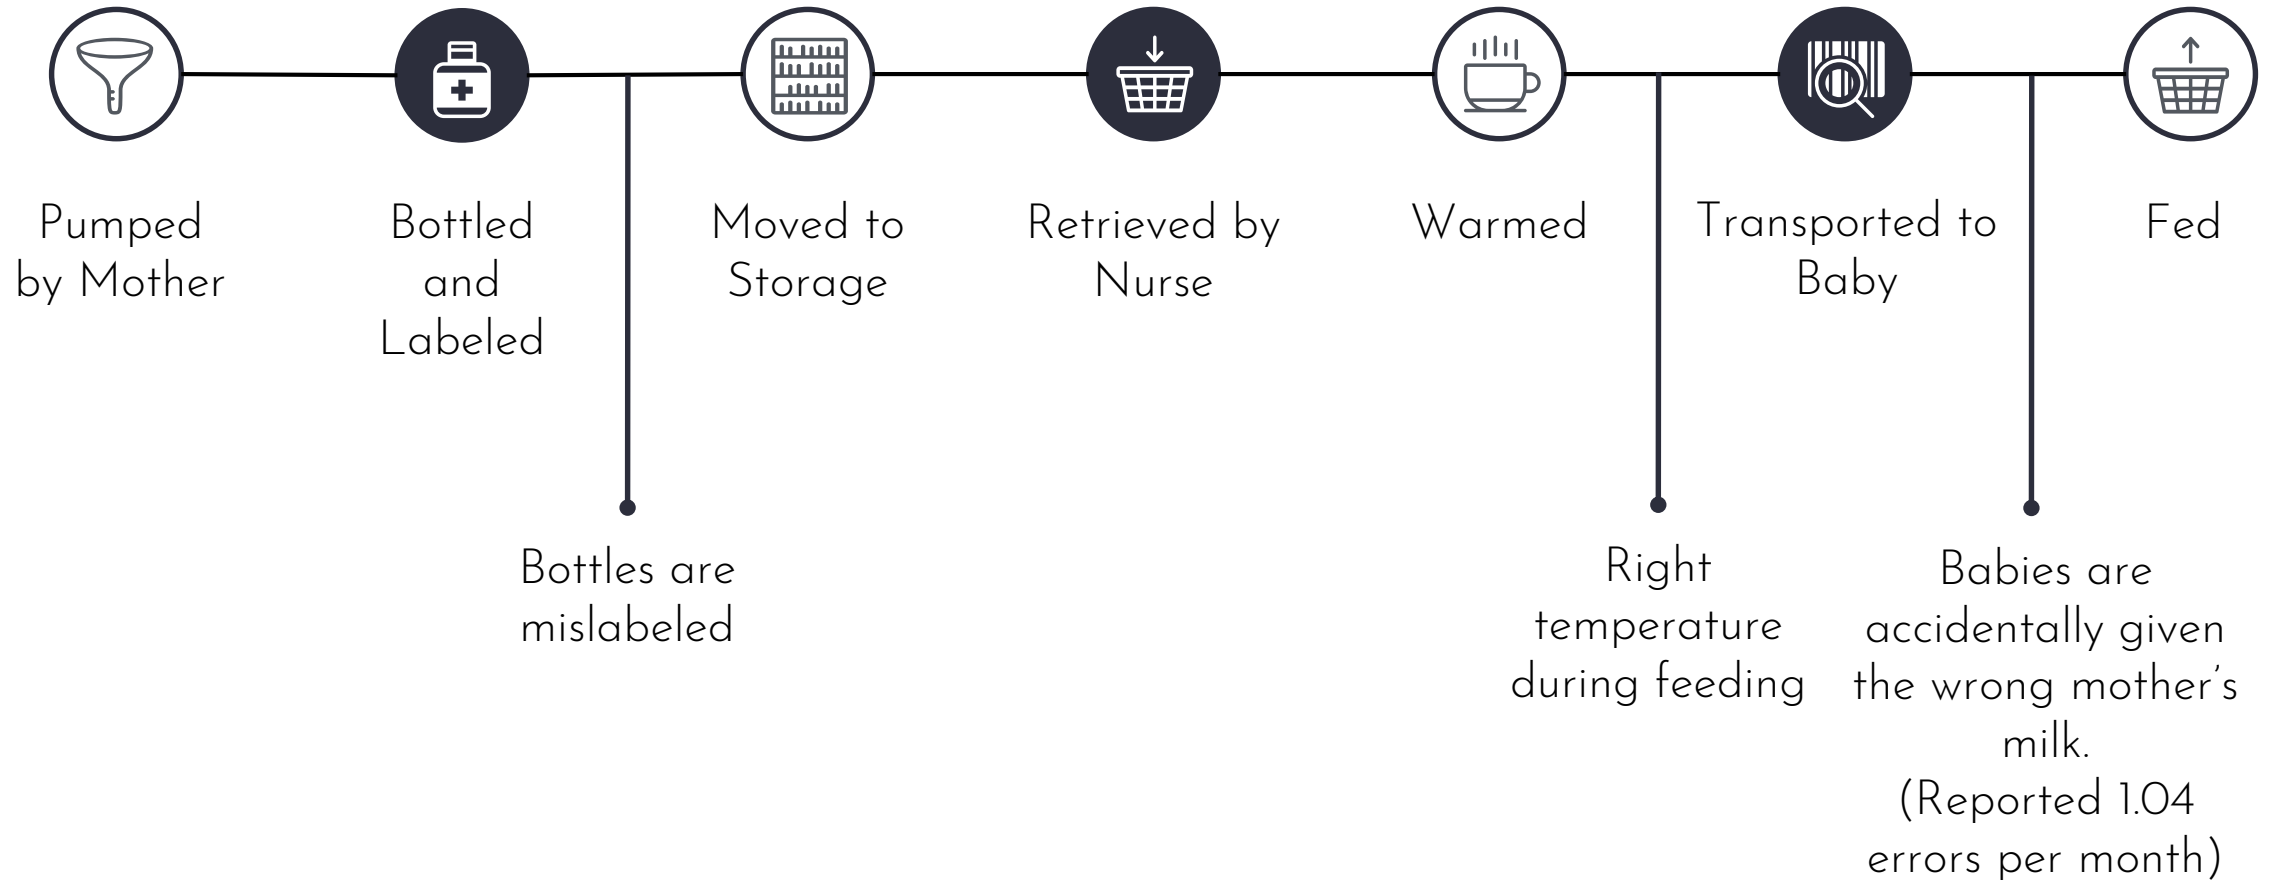 Pumped
by Mother
Bottled
and
Labeled
Moved to
Storage
Retrieved by
Nurse
Warmed
Transported to
Baby
Fed
Bottles are
mislabeled
Right
temperature
during feeding
Babies are
accidentally given
the wrong mother's
milk.
(Reported 1.04
errors per month)